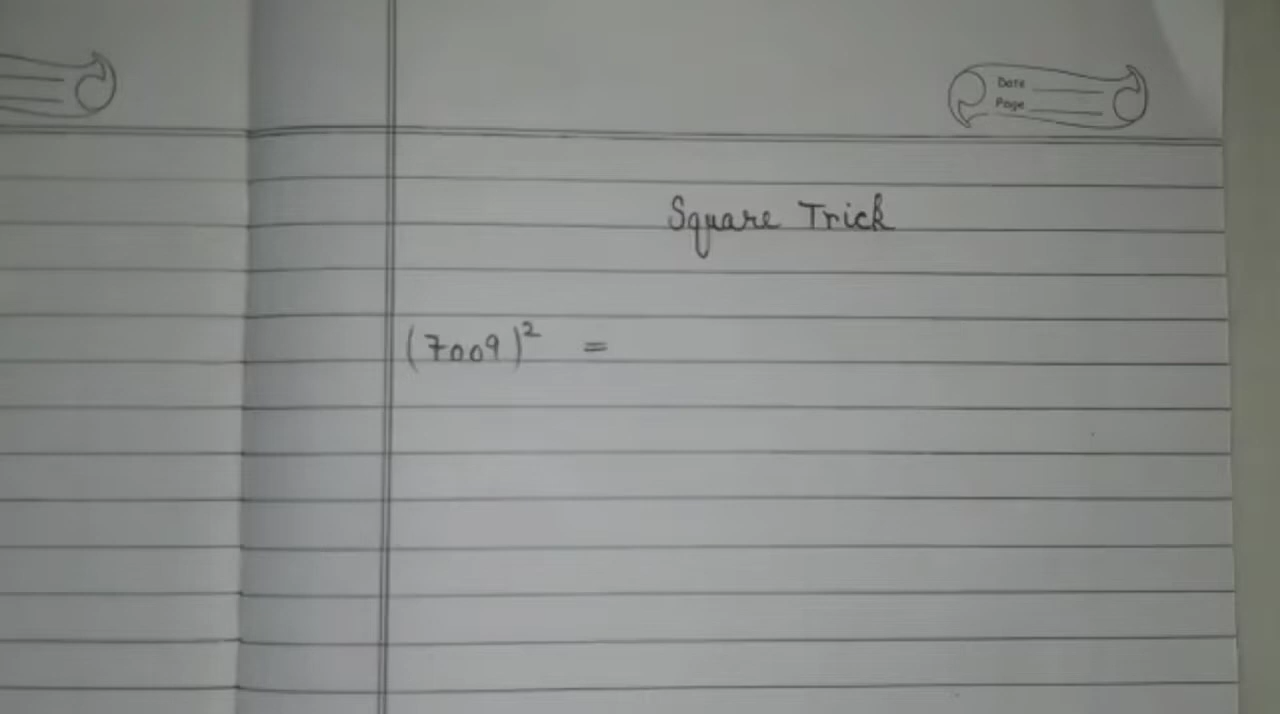 Date
Page
Square Trick
(7009)² =